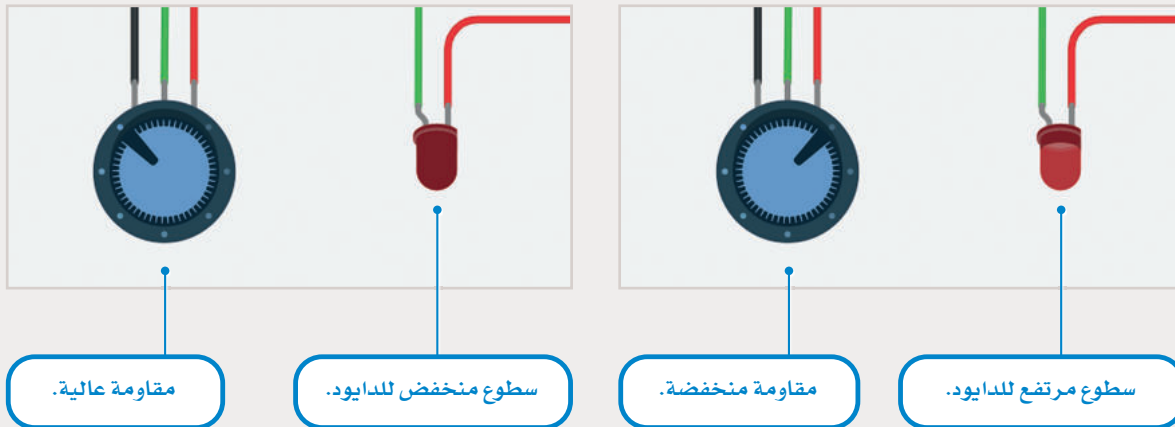 سطوع مرتفع للدايود.
مقاومة منخفضة.
سطوع منخفض للدايود.
مقاومة عالية.